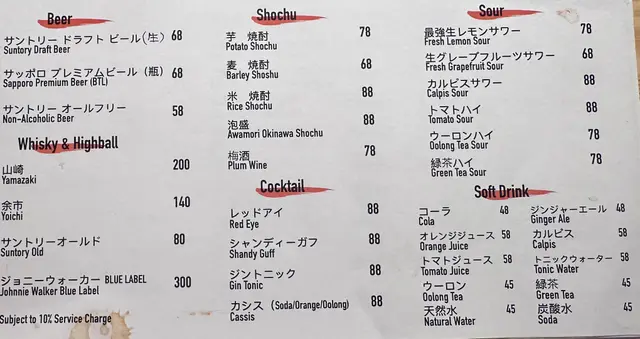 Beer
サントリー ドラフト ビール(生) 68
Suntory Draft Beer
サッポロ プレミアムビール (瓶) 68
Sapporo Premium Beer (BTL)
サントリー オールフリー 58
Non-Alcoholic Beer
Whisky & Highball
山崎 200
Yamazaki
余市 140
Yoichi
サントリーオールド 80
Suntory Old
ジョニーウォーカー BLUE LABEL 300
Johnnie Walker Blue Label
Subject to 10% Service Charge
Shochu
芋 焼酎 78
Potato Shochu
麦 焼酎 68
Barley Shoshu
米 焼酎 88
Rice Shochu
泡盛 88
Awamori Okinawa Shochu
梅酒 78
Plum Wine
Cocktail
レッドアイ 88
Red Eye
シャンディーガフ 88
Shandy Guff
ジントニック 88
Gin Tonic
カシス (Soda/Orange/Oolong) 88
Cassis
Sour
最強生レモンサワー 78
Fresh Lemon Sour
生グレープフルーツサワー 68
Fresh Grapefruit Sour
カルピスサワー 88
Calpis Sour
トマトハイ 88
Tomato Sour
ウーロンハイ 78
Oolong Tea Sour
緑茶ハイ 78
Green Tea Sour
Soft Drink
コーラ 48
Cola
オレンジジュース 58
Orange Juice
トマトジュース 58
Tomato Juice
ウーロン 45
Oolong Tea
天然水 45
Natural Water
ジンジャーエール 48
Ginger Ale
カルピス 58
Calpis
トニックウォーター 58
Tonic Water
緑茶 45
Green Tea
炭酸水 45
Soda